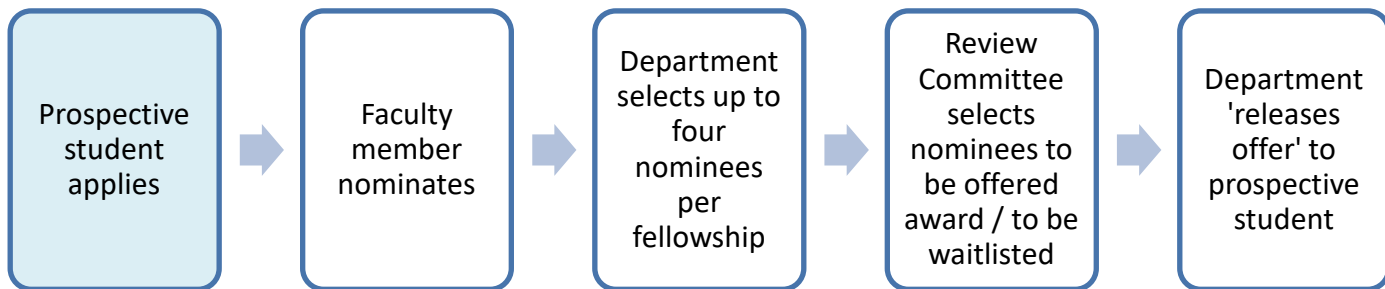 Prospective
student
applies
Faculty
member
nominates
Department
selects up to
four
nominees
per
fellowship
Review
Committee
selects
nominees to
be offered
award / to be
waitlisted
Department
'releases
offer' to
prospective
student